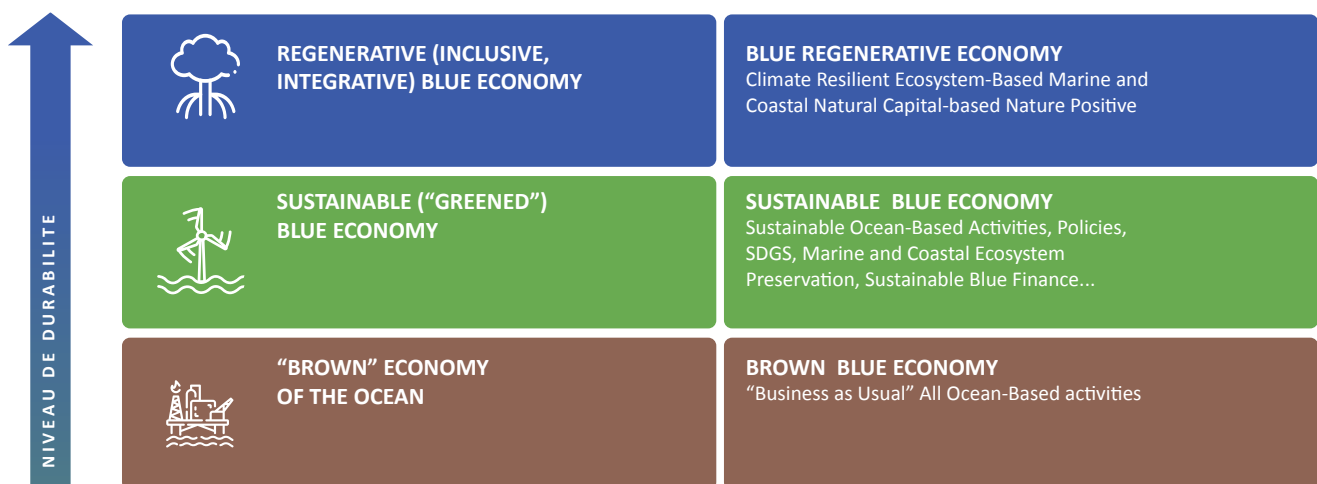 NIVEAU DE DURABILITE
REGENERATIVE (INCLUSIVE,
INTEGRATIVE) BLUE ECONOMY
BLUE REGENERATIVE ECONOMY
Climate Resilient Ecosystem-Based Marine and
Coastal Natural Capital-based Nature Positive
SUSTAINABLE (“GREENED”)
BLUE ECONOMY
SUSTAINABLE BLUE ECONOMY
Sustainable Ocean-Based Activities, Policies,
SDGS, Marine and Coastal Ecosystem
Preservation, Sustainable Blue Finance...
“BROWN” ECONOMY
OF THE OCEAN
BROWN BLUE ECONOMY
“Business as Usual” All Ocean-Based activities